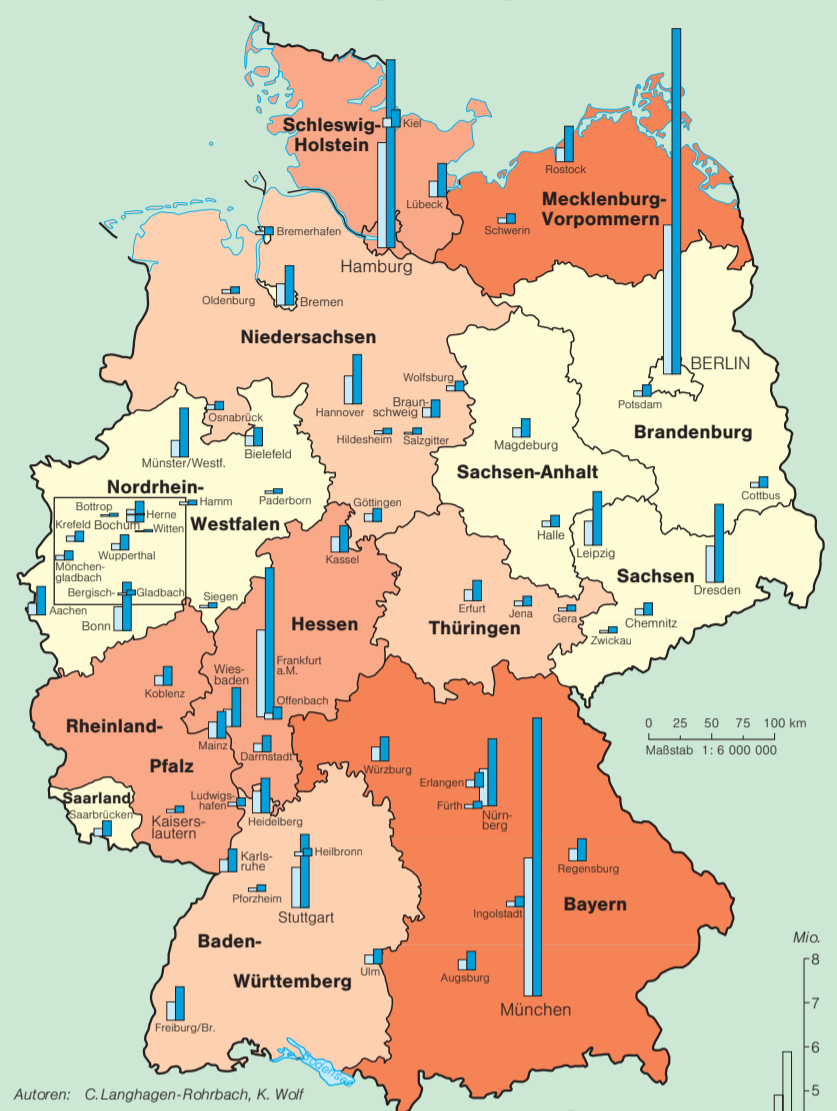 Kiel
Schleswig-
Holstein
Rostock
Lübeck
Mecklenburg-
Vorpommern
Schwerin
Bremerhafen
Hamburg
Oldenburg
Bremen
Niedersachsen
BERLIN
Wolfsburg
Potsdam
Braun-
schweig
Hannover
Osnabrück
Hildesheim
Salzgitter
Magdeburg
Brandenburg
Bielefeld
Münster/Westf.
Sachsen-Anhalt
Nordrhein-
Westfalen
Cottbus
Hamm
Paderborn
Göttingen
Bottrop
Herne
Krefeld
Bochum
Witten
Wupperthal
Halle
Leipzig
Kassel
Mönchen-
gladbach
Sachsen
Bergisch-
Gladbach
Dresden
Siegen
Aachen
Bonn
Erfurt
Jena
Gera
Chemnitz
Zwickau
Hessen
Thüringen
Frankfurt
a.M.
Wies-
baden
Koblenz
Offenbach
Rheinland-
Pfalz
Mainz
Darmstadt
0 25 50 75 100 km
Maßstab 1: 6 000 000
Würzburg
Erlangen
Fürth
Nürn-
berg
Saarland
Saarbrücken
Ludwigs-
hafen
Kaisers-
lautern
Heidelberg
Karls-
ruhe
Heilbronn
Regensburg
Pforzheim
Stuttgart
Ingolstadt
Bayern
Baden-
Württemberg
Ulm
Augsburg
München
Freiburg/Br.
Bodensee
Mio.
8
7
6
5
Autoren: C.Langhagen-Rohrbach, K. Wolf